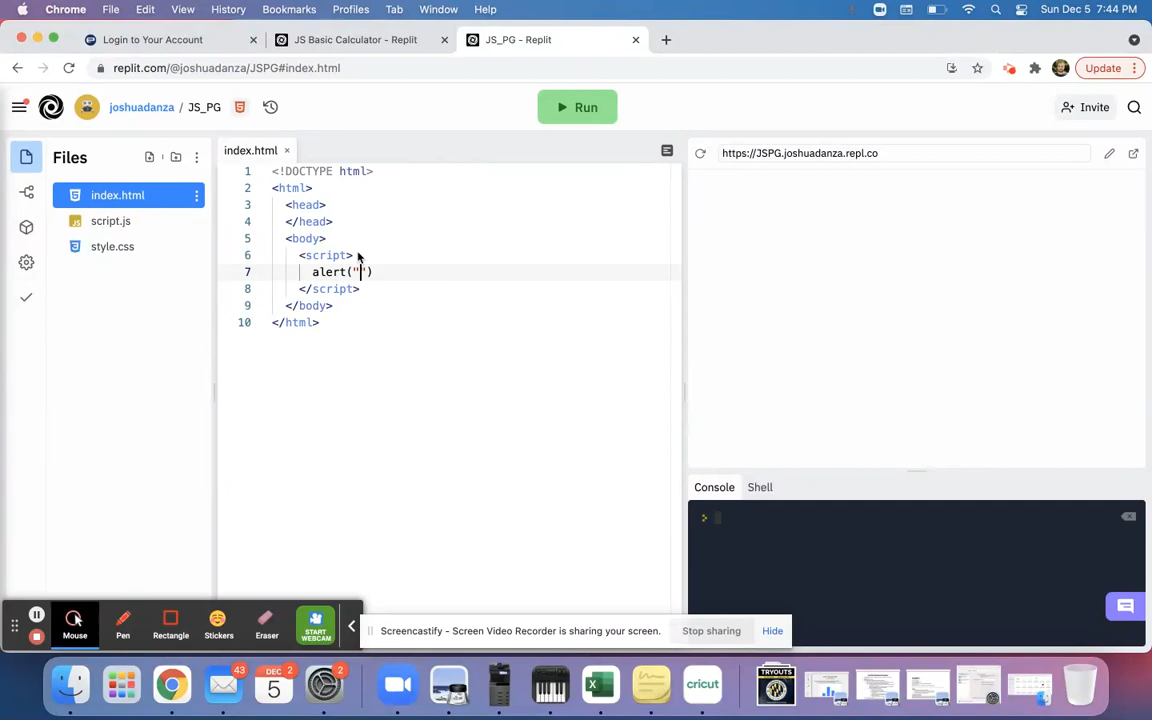 Chrome File Edit View History Bookmarks Profiles Tab Window Help Sun Dec 5 7:44 PM
Login to Your Account × JS Basic Calculator - Replit × JS_PG - Replit × +
replit.com/@joshuadanza/JSPG#index.html Update
joshuadanza / JS_PG Run Invite
Files index.html × https://JSPG.joshuadanza.repl.co
index.html
script.js
style.css
1 <!DOCTYPE html>
2 <html>
3 <head>
4 </head>
5 <body>
6 <script>
7 alert("")
8 </script>
9 </body>
10 </html>
Console Shell
Mouse Pen Rectangle Stickers Eraser START WEBCAM
Screencastify - Screen Video Recorder is sharing your screen. Stop sharing Hide
43 DEC 5 2 2 cricut TRYOUTS